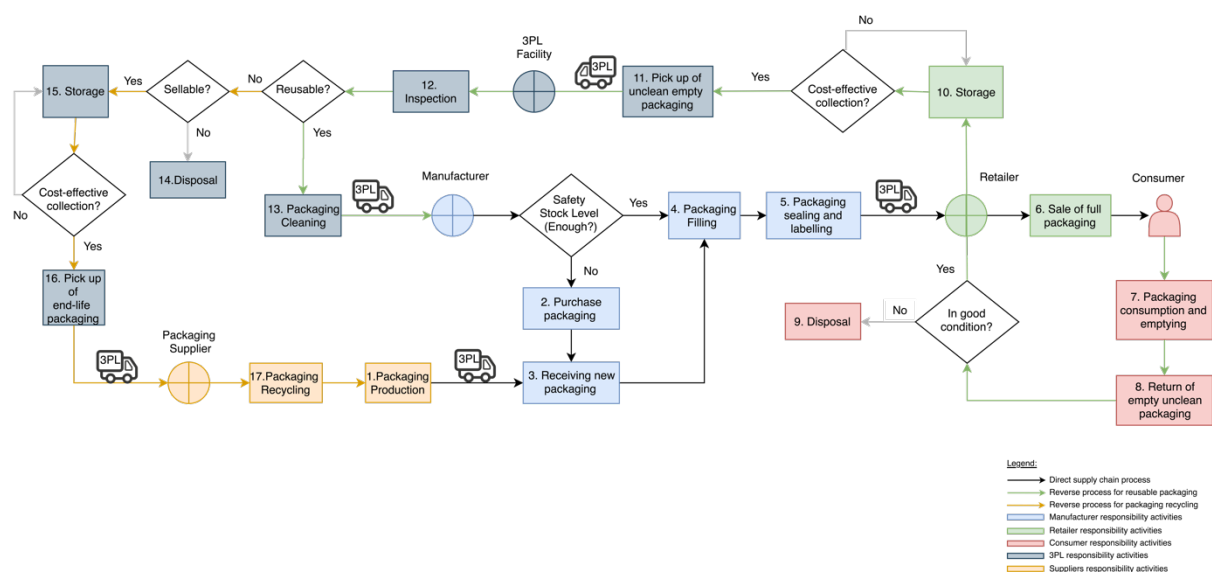 No
3PL
Facility
3PL
15. Storage
Yes
Sellable?
No
Reusable?
12.
Inspection
11. Pick up of
unclean empty
packaging
Yes
Cost-effective
collection?
10. Storage
No
Yes
14.Disposal
Cost-effective
collection?
No
Yes
13. Packaging
Cleaning
3PL
Manufacturer
Safety
Stock Level
(Enough?)
Yes
No
4. Packaging
Filling
5. Packaging
sealing and
labelling
3PL
Retailer
6. Sale of full
packaging
Consumer
16. Pick up
of
end-life
packaging
2. Purchase
packaging
Yes
9. Disposal
No
In good
condition?
7. Packaging
consumption and
emptying
3PL
Packaging
Supplier
17.Packaging
Recycling
1.Packaging
Production
3PL
3. Receiving new
packaging
8. Return of
empty unclean
packaging
Legend:
Direct supply chain process
Reverse process for reusable packaging
Reverse process for packaging recycling
Manufacturer responsibility activities
Retailer responsibility activities
Consumer responsibility activities
3PL responsibility activities
Suppliers responsibility activities